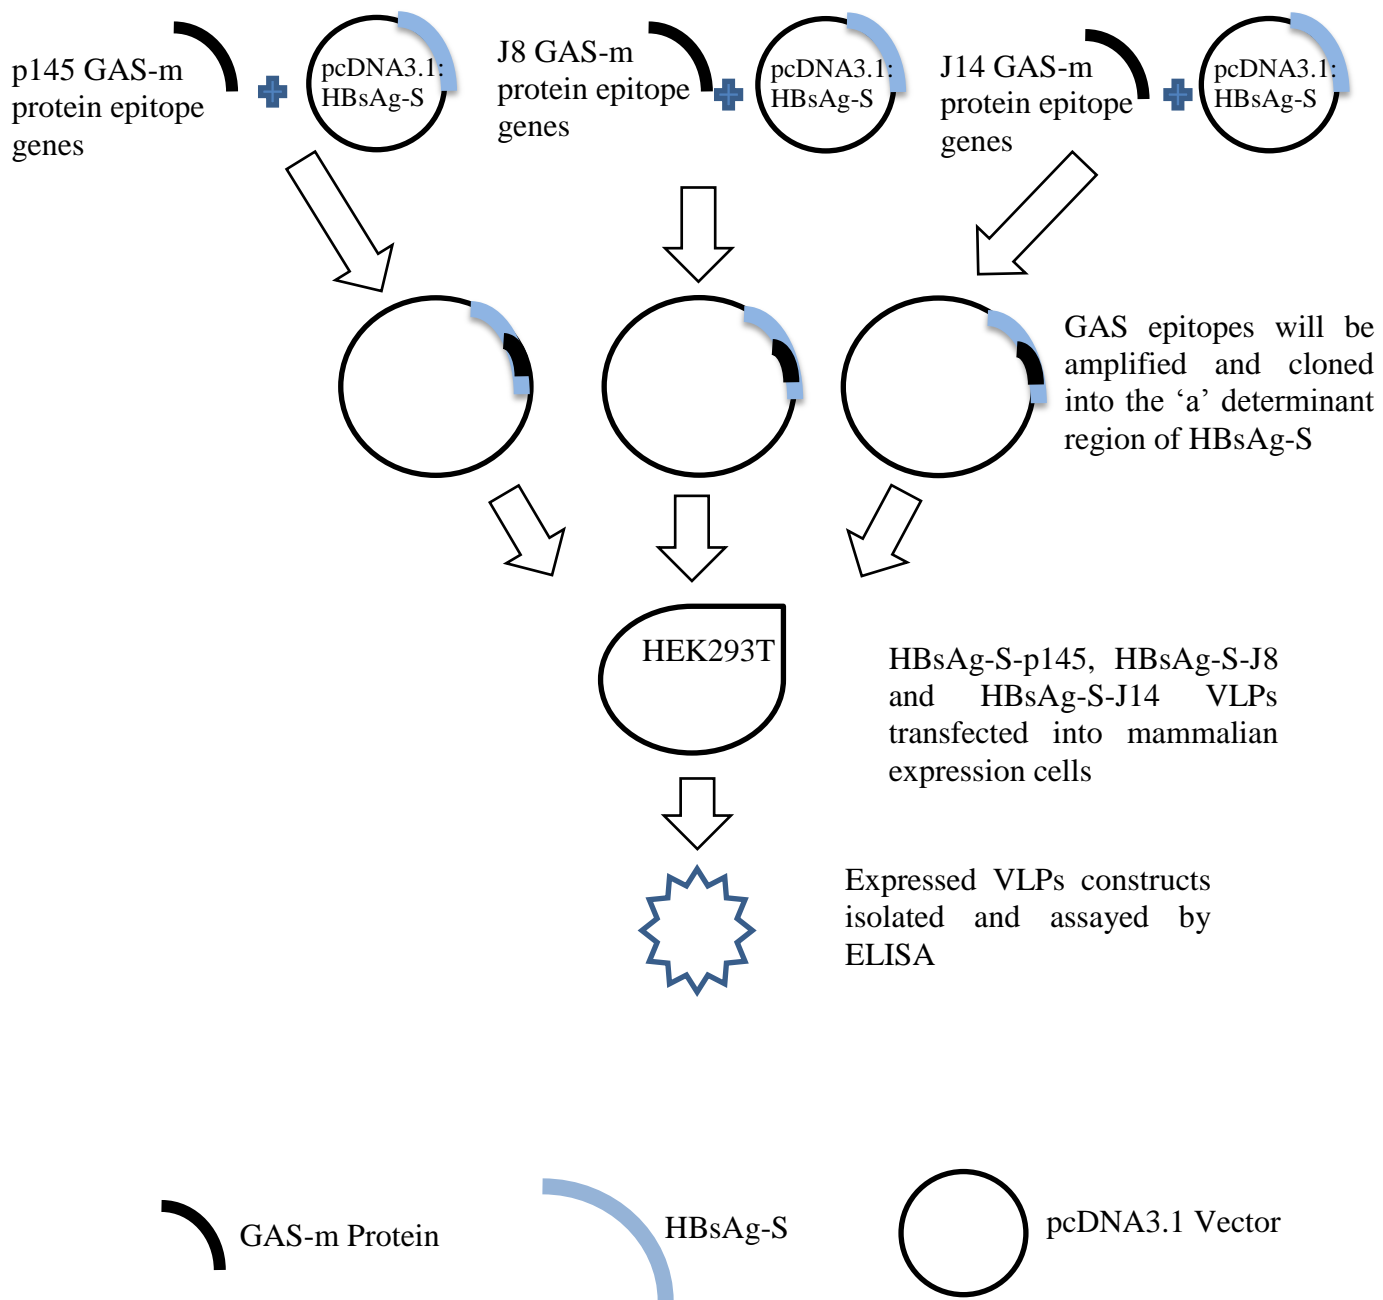 p145 GAS-m
protein epitope
genes
pcDNA3.1:
HBsAg-S
J8 GAS-m
protein epitope
genes
pcDNA3.1:
HBsAg-S
J14 GAS-m
protein epitope
genes
pcDNA3.1:
HBsAg-S
GAS epitopes will be
amplified and cloned
into the ‘a’ determinant
region of HBsAg-S
HEK293T
HBsAg-S-p145, HBsAg-S-J8
and HBsAg-S-J14 VLPs
transfected into mammalian
expression cells
Expressed VLPs constructs
isolated and assayed by
ELISA
GAS-m Protein
HBsAg-S
pcDNA3.1 Vector